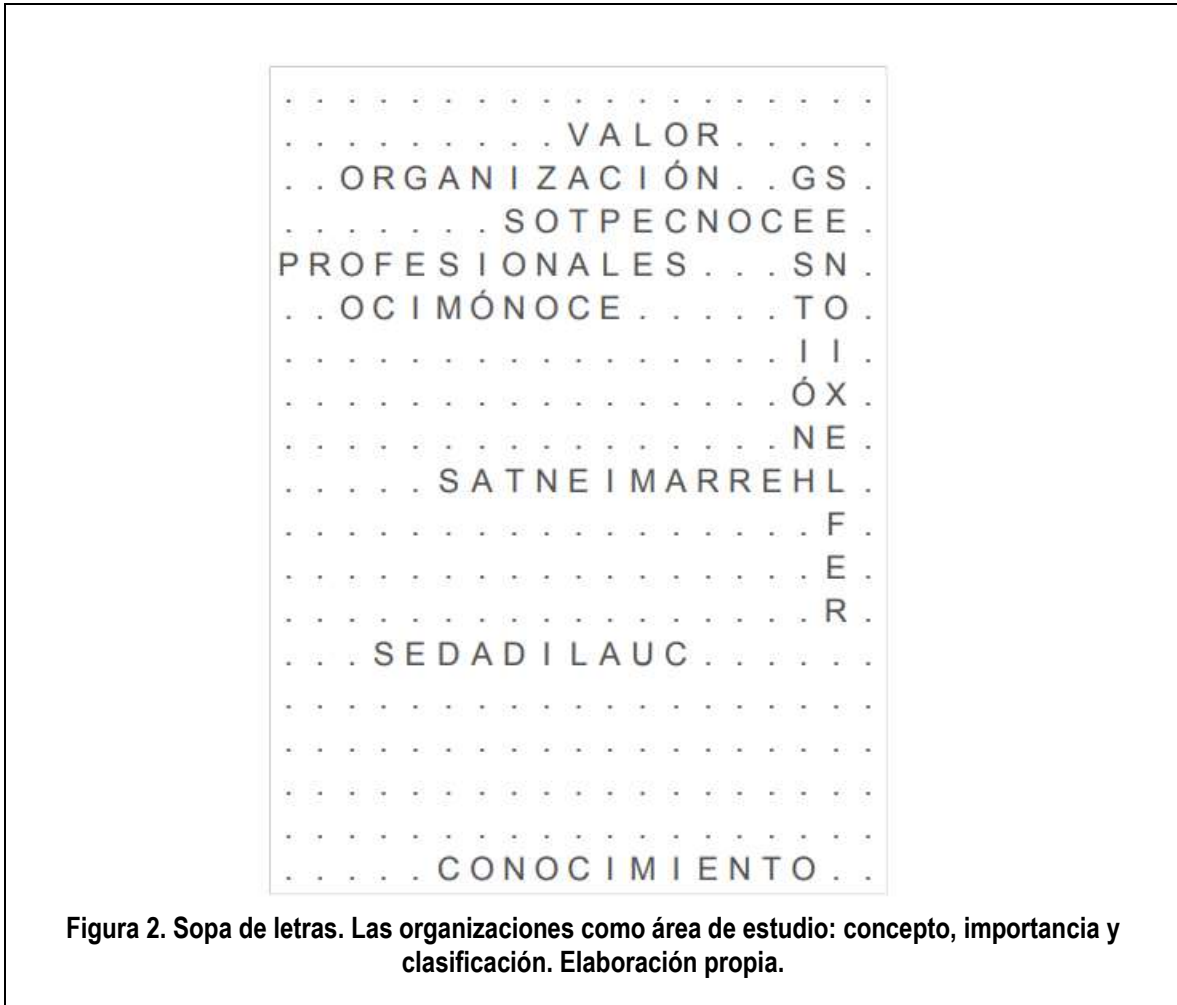 . . . . . . . . . . . . . . . . . . .
. . . . . . . . . V A L O R . . . . .
. . O R G A N I Z A C I Ó N . . G S .
. . . . . . . S O T P E C N O C E E .
P R O F E S I O N A L E S . . . S N .
. . O C I M Ó N O C E . . . . . T O .
. . . . . . . . . . . . . . . . I I .
. . . . . . . . . . . . . . . . Ó X .
. . . . . . . . . . . . . . . . N E .
. . . . . S A T N E I M A R R E H L .
. . . . . . . . . . . . . . . . . F .
. . . . . . . . . . . . . . . . . E .
. . . . . . . . . . . . . . . . . R .
. . . S E D A D I L A U C . . . . . .
. . . . . . . . . . . . . . . . . . .
. . . . . . . . . . . . . . . . . . .
. . . . . . . . . . . . . . . . . . .
. . . . . . . . . . . . . . . . . . .
. . . . . C O N O C I M I E N T O . .
Figura 2. Sopa de letras. Las organizaciones como área de estudio: concepto, importancia y
clasificación. Elaboración propia.